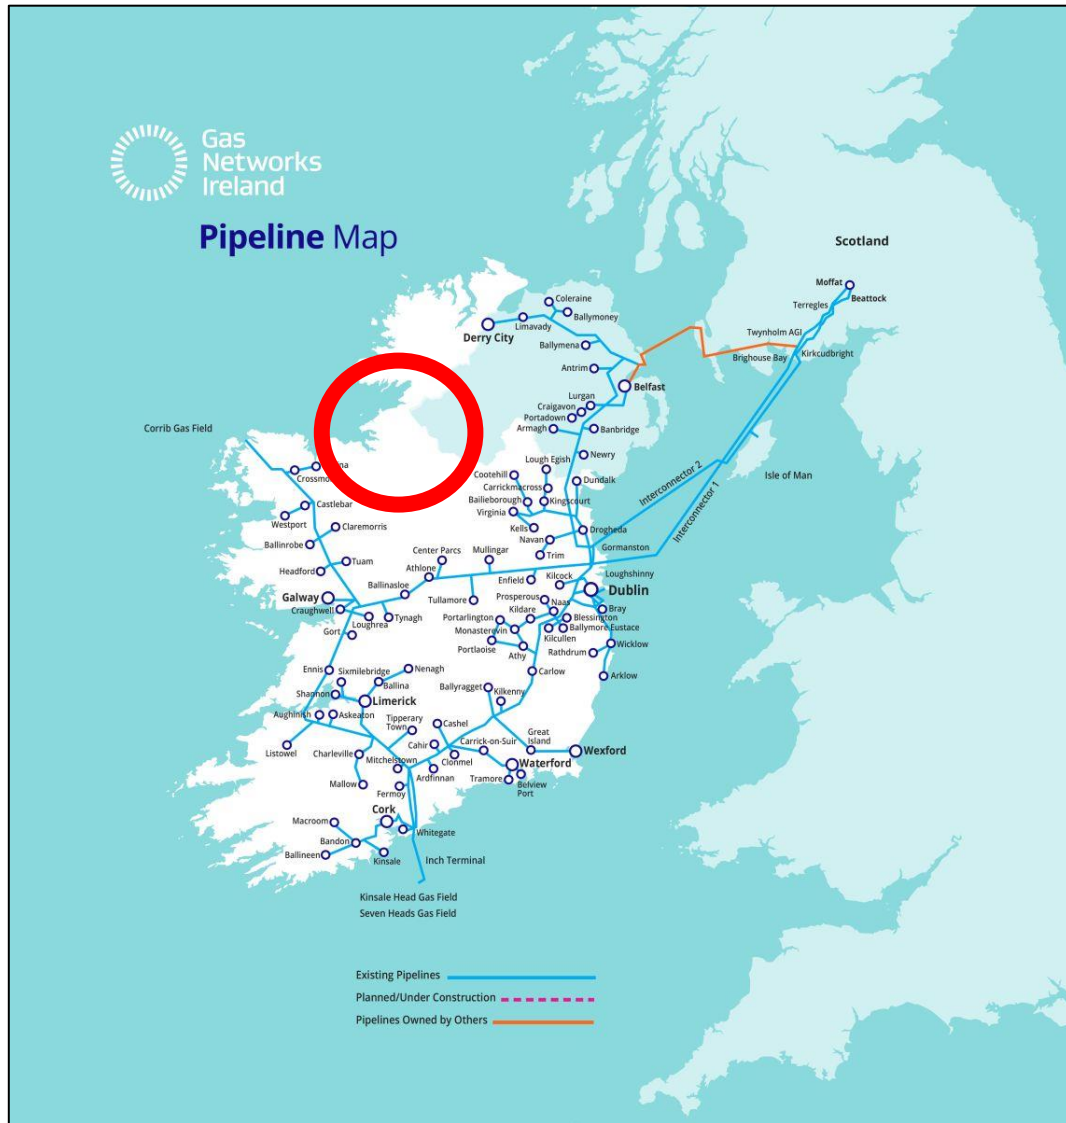 Gas
Networks
Ireland
Pipeline Map
Scotland
Moffat
Beattock
Terregles
Twynholm AGI
Kirkcudbright
Brighouse Bay
Coleraine
Ballymoney
Limavady
Derry City
Ballymena
Antrim
Belfast
Lurgan
Craigavon
Portadown
Armagh
Banbridge
Newry
Corrib Gas Field
Lough Egish
Cootehill
Carrickmacross
Dundalk
Bailieborough
Kingscourt
Virginia
Kells
Navan
Drogheda
Trim
Gormanston
Interconnector 2
Interconnector 1
Isle of Man
Castlebar
Westport
Claremorris
Ballinrobe
Tuam
Headford
Center Parcs
Mullingar
Athlone
Ballinasloe
Galway
Craughwell
Loughrea
Tynagh
Tullamore
Gort
Enfield
Kilcock
Loughshinny
Dublin
Prosperous
Naas
Kildare
Bray
Blessington
Portarlington
Monasterevin
Ballymore Eustace
Kilcullen
Portlaoise
Athy
Rathdrum
Wicklow
Carlow
Arklow
Ennis
Sixmilebridge
Nenagh
Shannon
Ballina
Limerick
Ballyragget
Kilkenny
Aughinish
Askeaton
Tipperary
Town
Cashel
Great
Island
Listowel
Charleville
Cahir
Carrick-on-Suir
Wexford
Mitchelstown
Clonmel
Waterford
Ardfinnan
Tramore
Belview
Port
Mallow
Fermoy
Cork
Macroom
Whitegate
Bandon
Ballineen
Kinsale
Inch Terminal
Kinsale Head Gas Field
Seven Heads Gas Field
Existing Pipelines
Planned/Under Construction
Pipelines Owned by Others